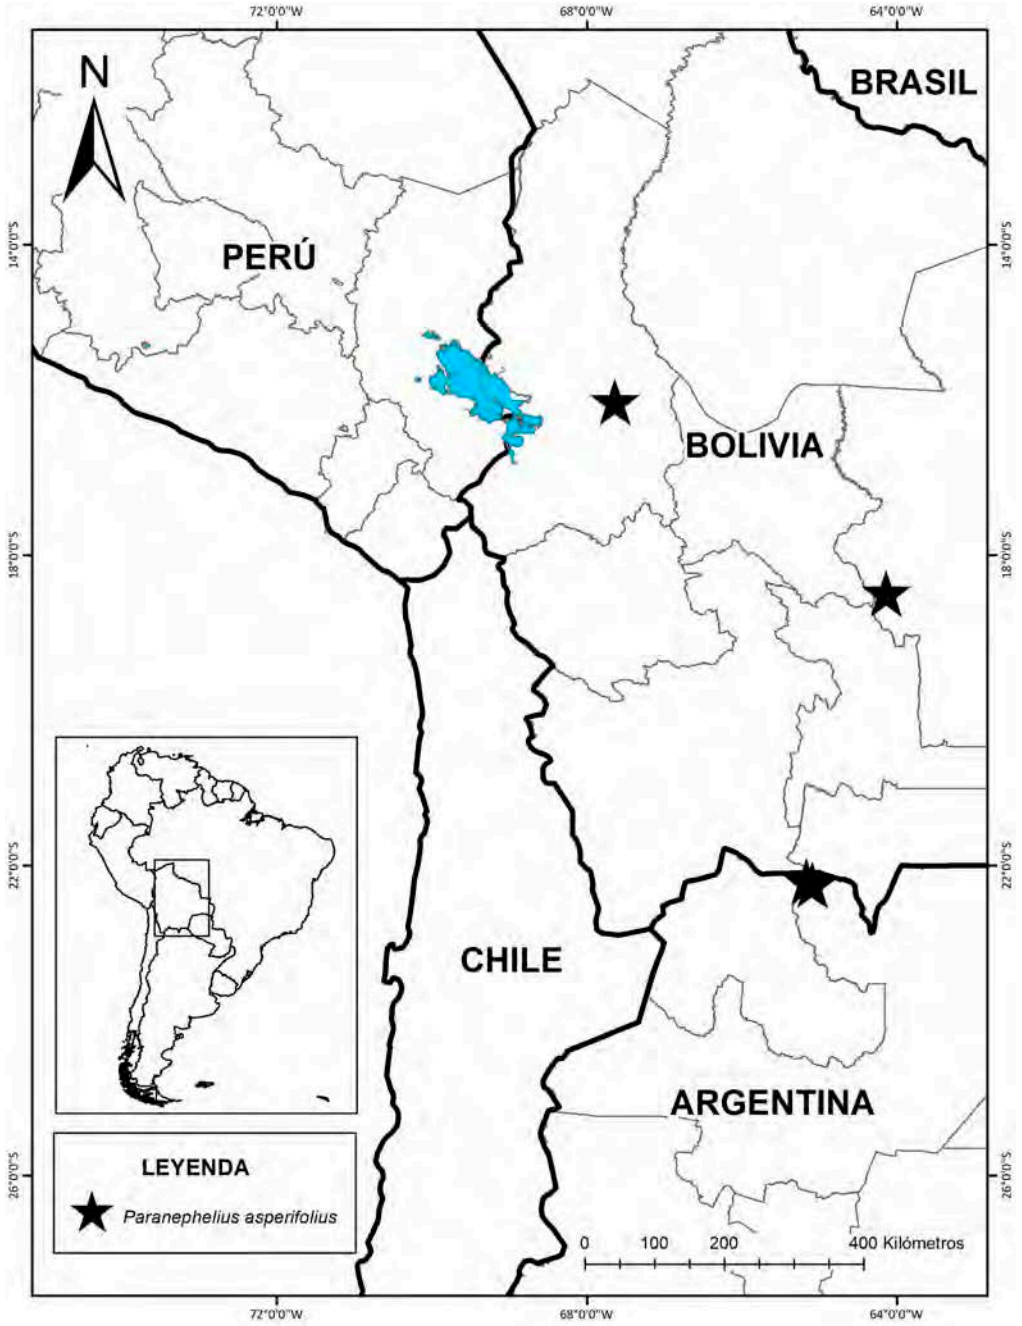 72°0'0"W 68°0'0"W 64°0'0"W
N
BRASIL
14°0'0"S 14°0'0"S
PERÚ
BOLIVIA
18°0'0"S 18°0'0"S
22°0'0"S 22°0'0"S
CHILE
ARGENTINA
LEYENDA
26°0'0"S 26°0'0"S
Paranephelius asperifolius
0 100 200 400 Kilómetros
72°0'0"W 68°0'0"W 64°0'0"W